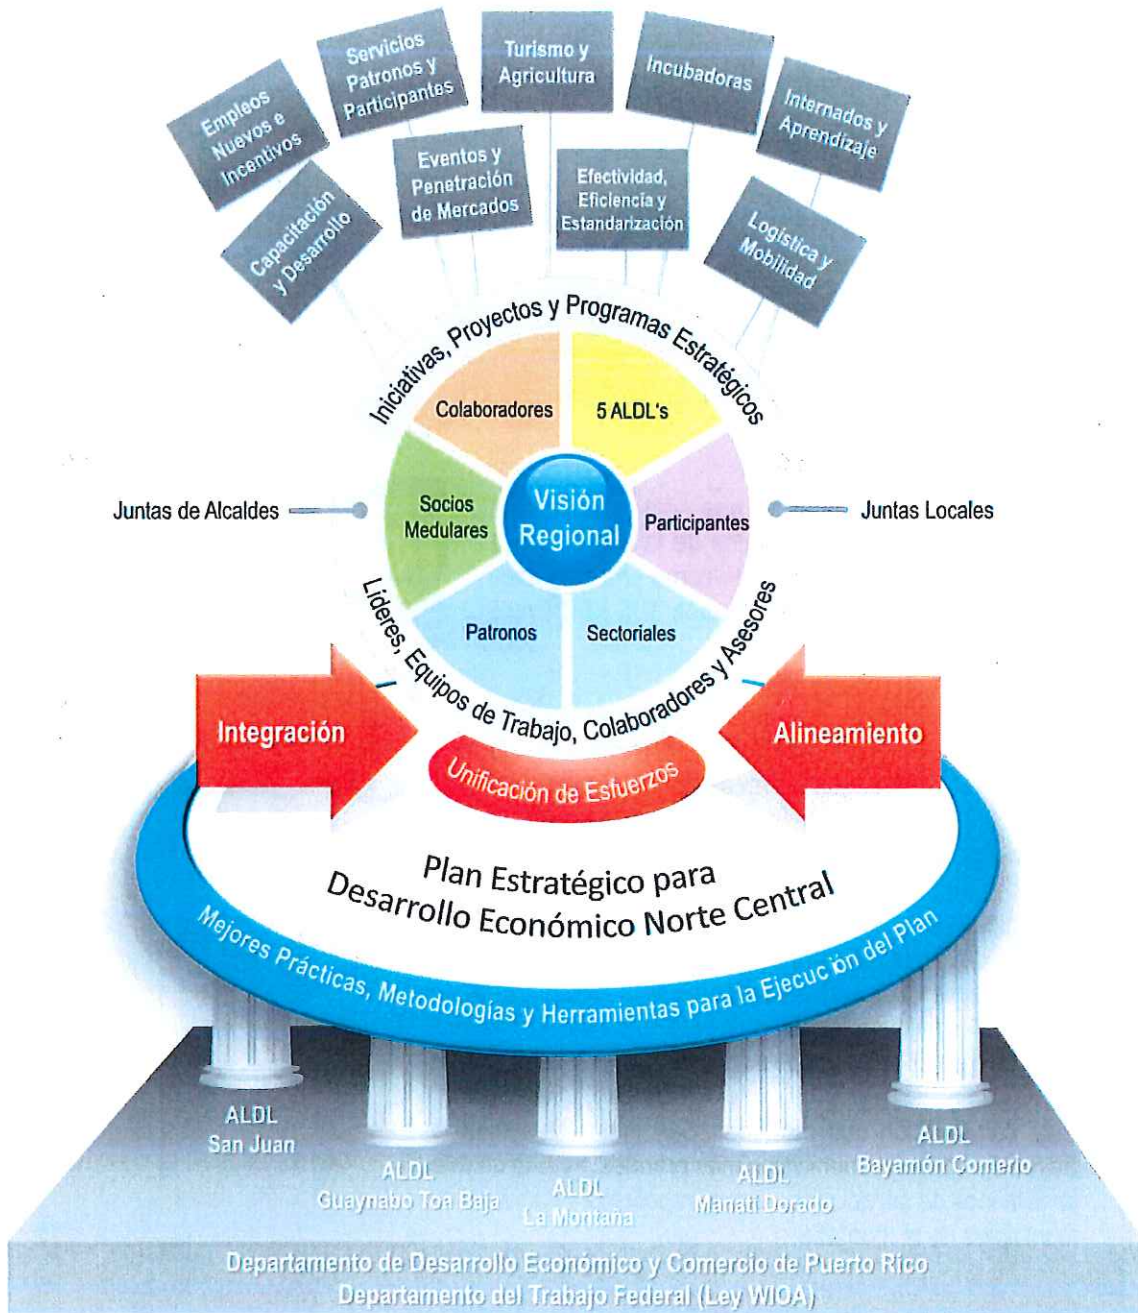 Servicios
Patronos y
Participantes
Turismo y
Agricultura
Incubadoras
Empleos
Nuevos e
Incentivos
Internados y
Aprendizaje
Eventos y
Penetración
de Mercados
Efectividad,
Eficiencia y
Estandarización
Capacitación
y Desarrollo
Logística y
Mobilidad
Iniciativas, Proyectos y Programas Estratégicos
Colaboradores
5 ALDL's
Socios
Medulares
Visión
Regional
Participantes
Juntas de Alcaldes
Juntas Locales
Patronos
Sectoriales
Líderes, Equipos de Trabajo, Colaboradores y Asesores
Integración
Alineamiento
Unificación de Esfuerzos
Plan Estratégico para
Desarrollo Económico Norte Central
Mejores Prácticas, Metodologías y Herramientas para la Ejecución del Plan
ALDL
San Juan
ALDL
Guaynabo Toa Baja
ALDL
La Montaña
ALDL
Manatí Dorado
ALDL
Bayamón Comerio
Departamento de Desarrollo Económico y Comercio de Puerto Rico
Departamento del Trabajo Federal (Ley WIOA)